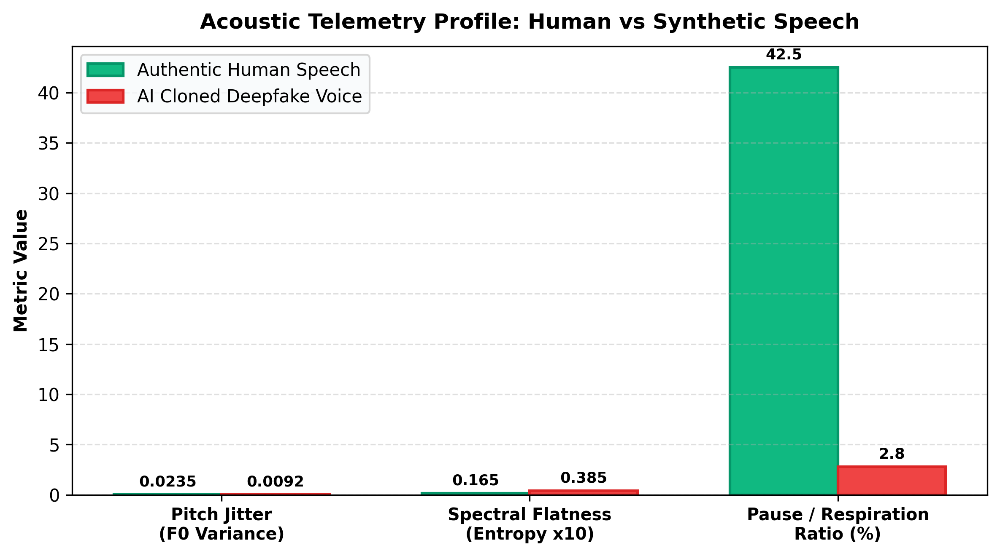 Acoustic Telemetry Profile: Human vs Synthetic Speech
Authentic Human Speech
AI Cloned Deepfake Voice
Metric Value
40
35
30
25
20
15
10
5
0
42.5
2.8
0.0235
0.0092
0.165
0.385
Pitch Jitter
(F0 Variance)
Spectral Flatness
(Entropy x10)
Pause / Respiration
Ratio (%)